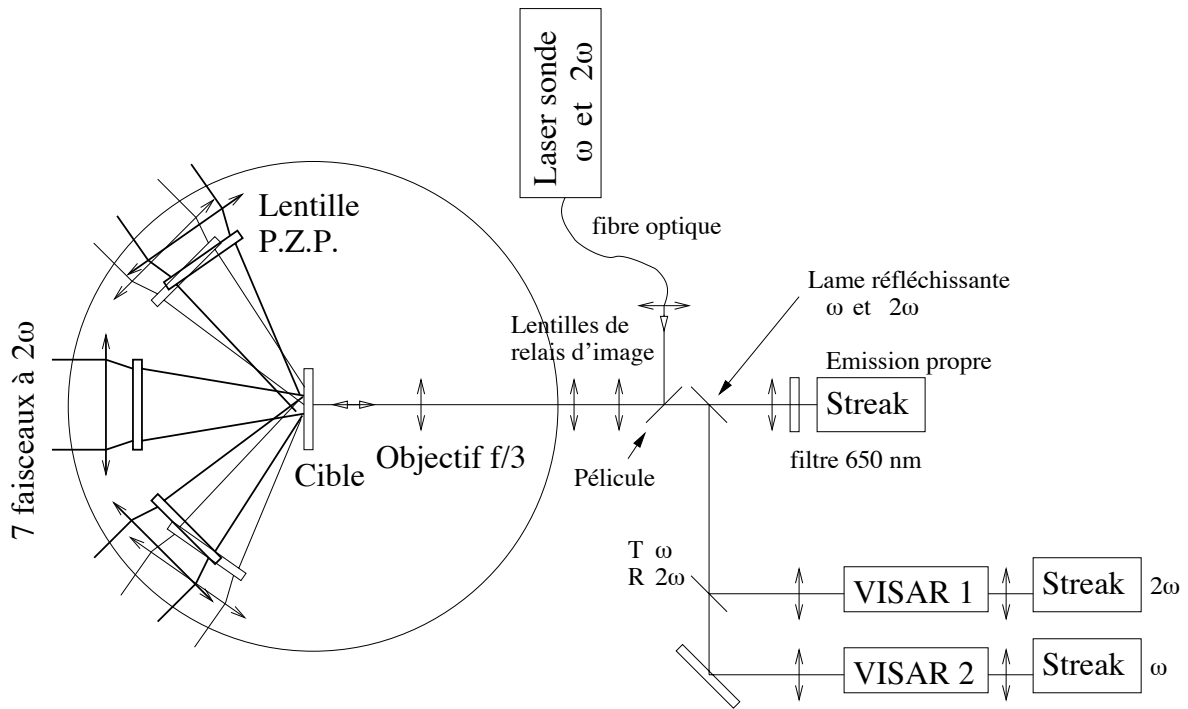 Laser sonde
ω et 2ω
fibre optique
Lentille
P.Z.P.
Lame réfléchissante
ω et 2ω
Lentilles de
relais d'image
Emission propre
Streak
7 faisceaux à 2ω
Cible
Objectif f/3
Pélicule
filtre 650 nm
T ω
R 2ω
VISAR 1
Streak
2ω
VISAR 2
Streak
ω